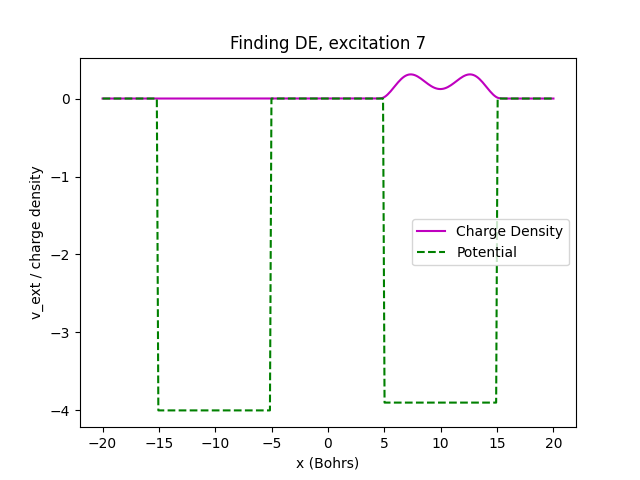 Finding DE, excitation 7
v_ext / charge density
0
−1
−2
−3
−4
Charge Density
Potential
−20 −15 −10 −5 0 5 10 15 20
x (Bohrs)